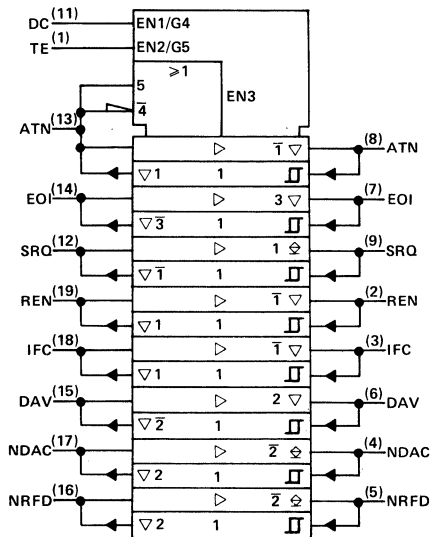 DC (11) EN1/G4
TE (1) EN2/G5
≥1
5 EN3
4̅
ATN (13) ▷ 1̅ ▽ (8) ATN
▽1 1
EOI (14) ▷ 3 ▽ (7) EOI
▽3̅ 1
SRQ (12) ▷ 1 (9) SRQ
▽1̅ 1
REN (19) ▷ 1̅ ▽ (2) REN
▽1 1
IFC (18) ▷ 1̅ ▽ (3) IFC
▽1 1
DAV (15) ▷ 2 ▽ (6) DAV
▽2̅ 1
NDAC (17) ▷ 2̅ (4) NDAC
▽2 1
NRFD (16) ▷ 2̅ (5) NRFD
▽2 1